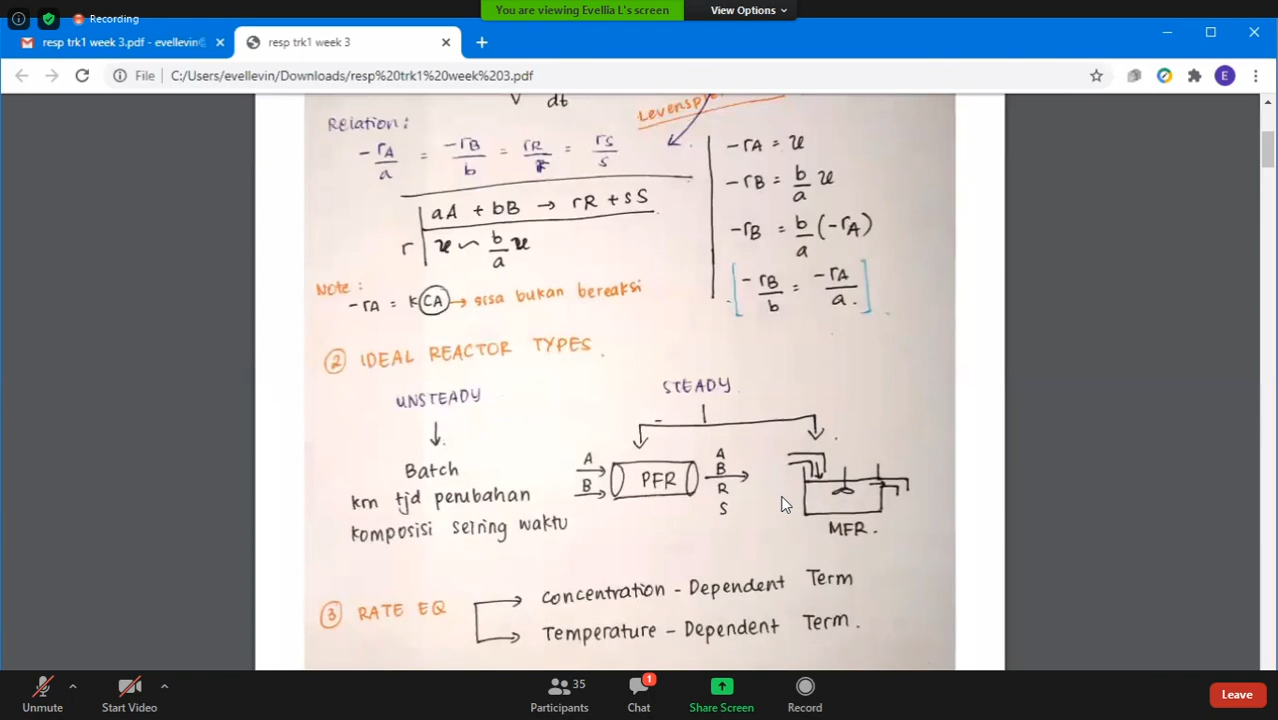 Recording
You are viewing Evellia L's screen
View Options
resp trk1 week 3.pdf - evellevin@
resp trk1 week 3
File
C:/Users/evellevin/Downloads/resp%20trk1%20week%203.pdf
E
V dt
Relation:
-rA/a = -rB/b = rR/r = rS/s
aA + bB → rR + sS
r | x ~ b/a x
Note :
-rA = k CA → sisa bukan bereaksi
-rA = x
-rB = b/a x
-rB = b/a (-rA)
[-rB/b = -rA/a.]
② IDEAL REACTOR TYPES.
UNSTEADY
↓
Batch
krn tjd perubahan
komposisi seiring waktu
STEADY
A
B
PFR
A
B
R
S
MFR.
③ RATE EQ
→ Concentration - Dependent Term
→ Temperature - Dependent Term.
Unmute
Start Video
35
Participants
1
Chat
Share Screen
Record
Leave